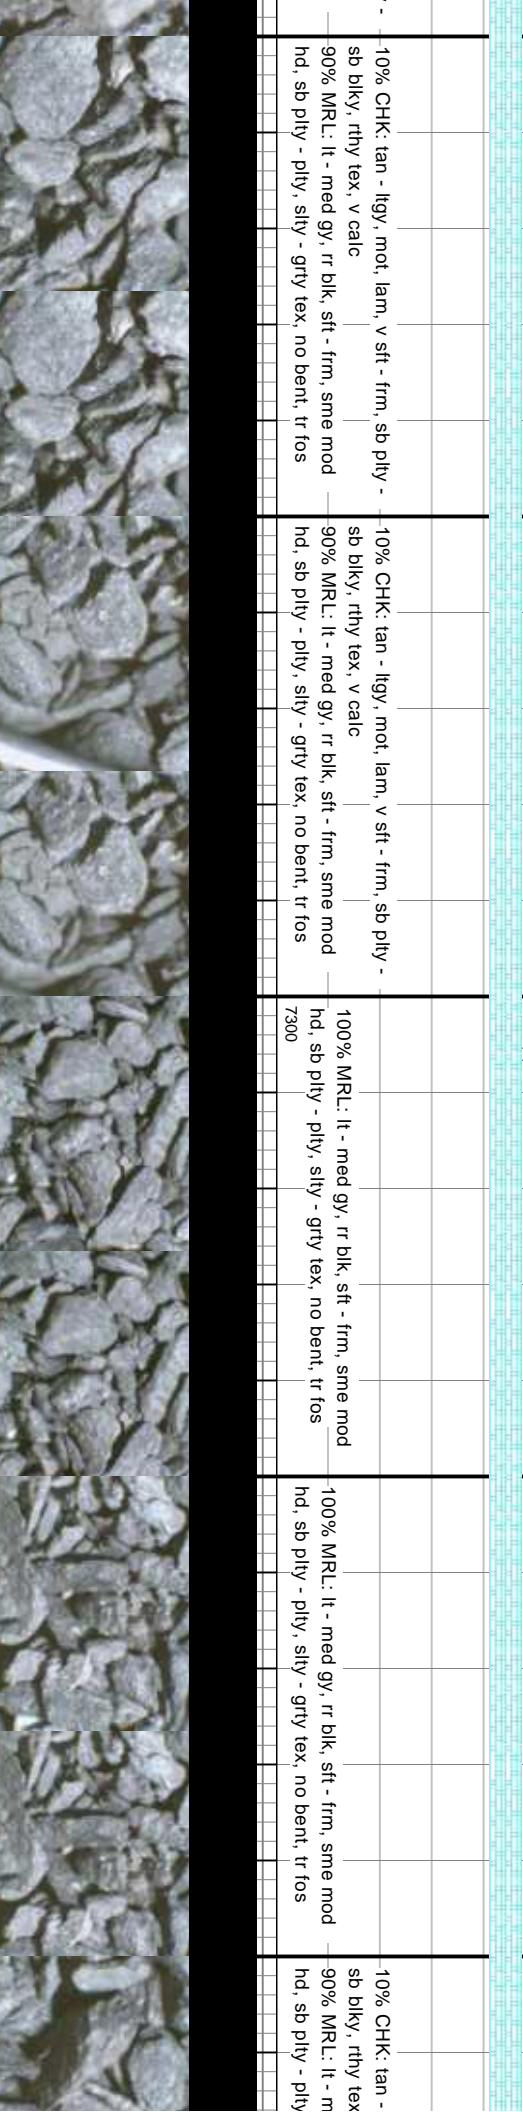 -
10% CHK: tan - ltgy, mot, lam, v sft - frm, sb plty -
sb blky, rthy tex, v calc
90% MRL: lt - med gy, rr blk, sft - frm, sme mod
hd, sb plty - plty, slty - grty tex, no bent, tr fos
10% CHK: tan - ltgy, mot, lam, v sft - frm, sb plty -
sb blky, rthy tex, v calc
90% MRL: lt - med gy, rr blk, sft - frm, sme mod
hd, sb plty - plty, slty - grty tex, no bent, tr fos
100% MRL: lt - med gy, rr blk, sft - frm, sme mod
hd, sb plty - plty, slty - grty tex, no bent, tr fos
7300
100% MRL: lt - med gy, rr blk, sft - frm, sme mod
hd, sb plty - plty, slty - grty tex, no bent, tr fos
10% CHK: tan -
sb blky, rthy tex
90% MRL: lt - m
hd, sb plty - plty